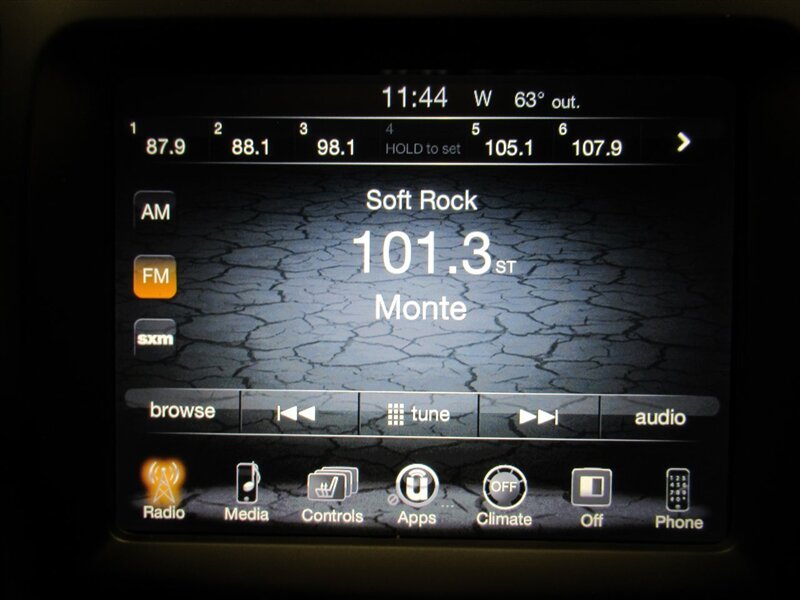 11:44 W 63° out.
1 87.9 2 88.1 3 98.1 4 HOLD to set 5 105.1 6 107.9
Soft Rock
AM
101.3 ST
FM
Monte
sxm
browse tune audio
OFF
Radio Media Controls Apps Climate Off Phone